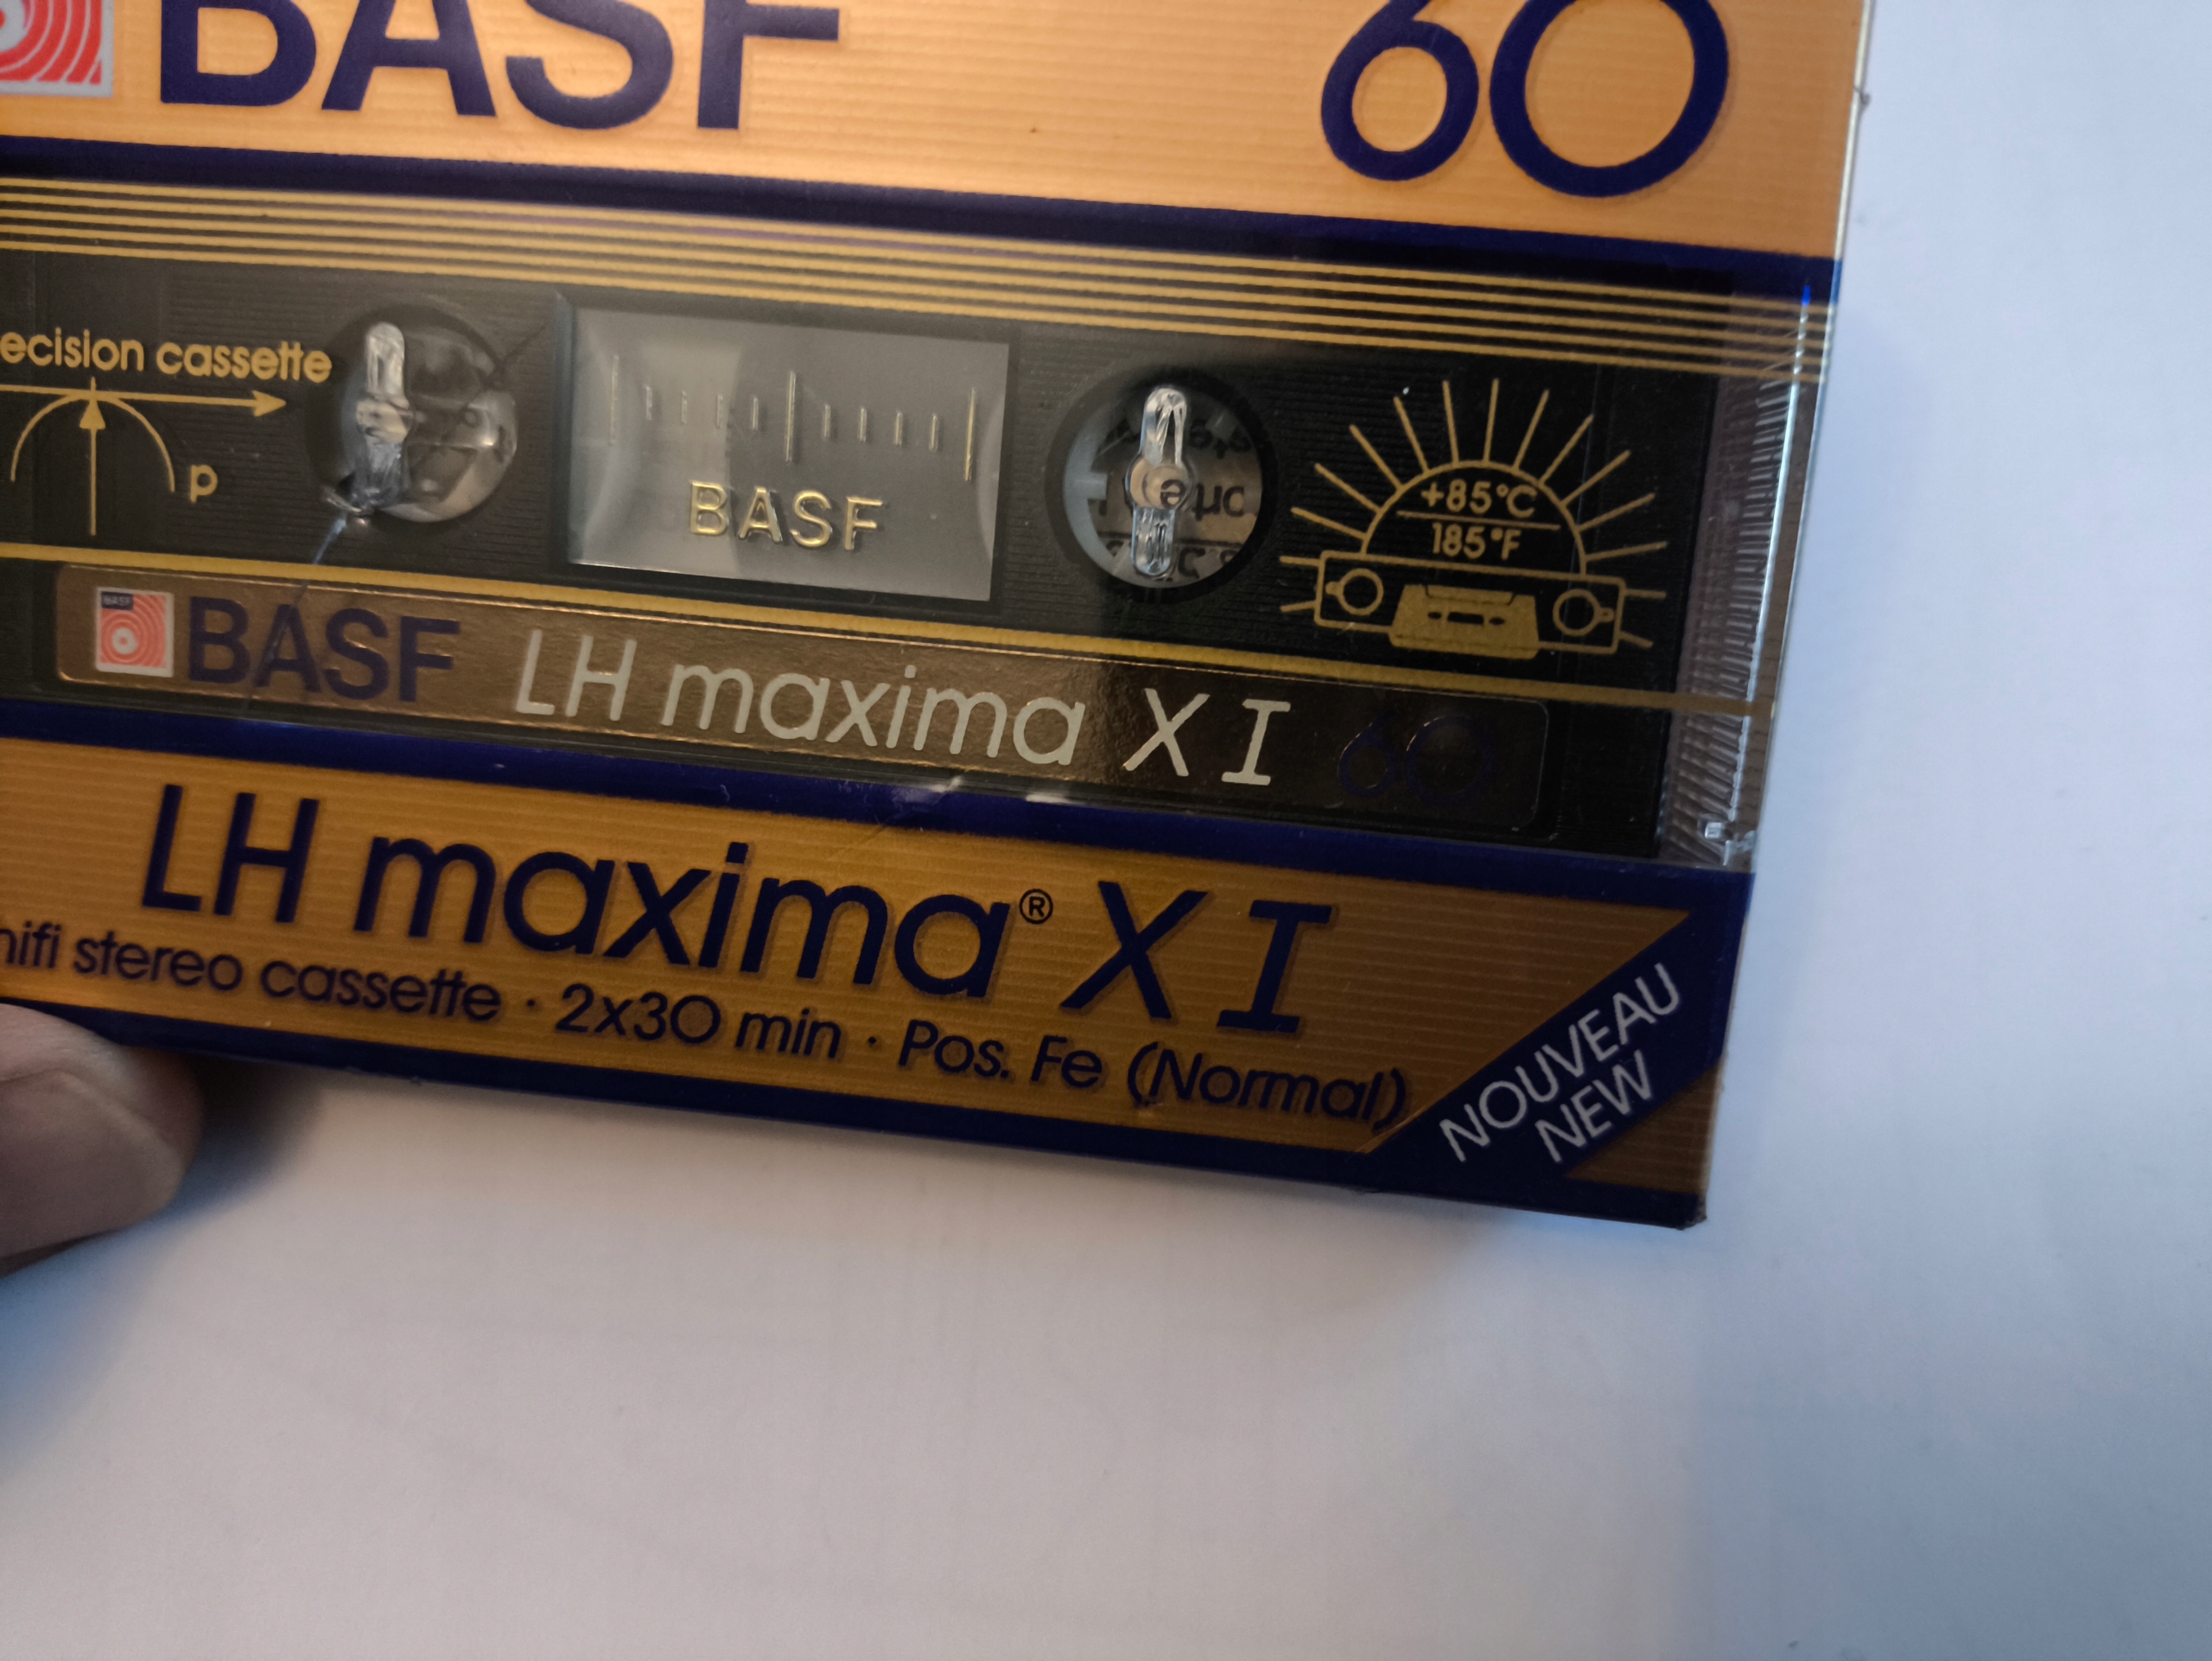 BASF 60
ecision cassette
p
BASF
+85°C
185°F
BASF
BASF LH maxima XI 60
LH maxima® XI
hifi stereo cassette · 2x30 min · Pos. Fe (Normal)
NOUVEAU
NEW